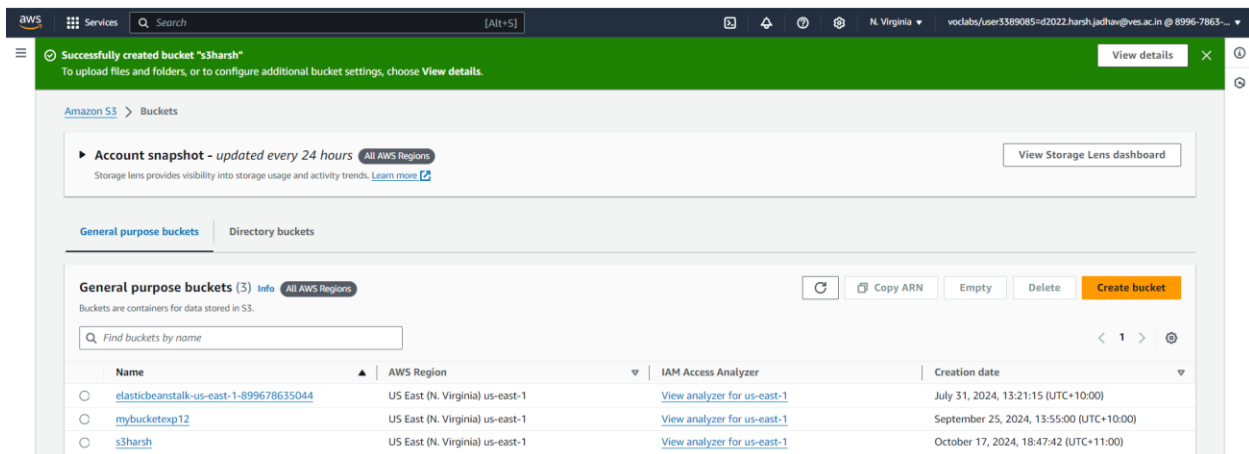 aws Services Search [Alt+S] N. Virginia voclabs/user3389085=d2022.harsh.jadhav@ves.ac.in @ 8996-7863-...
Successfully created bucket "s3harsh"
To upload files and folders, or to configure additional bucket settings, choose View details.
View details
Amazon S3 > Buckets
Account snapshot - updated every 24 hours All AWS Regions
Storage lens provides visibility into storage usage and activity trends. Learn more
View Storage Lens dashboard
General purpose buckets Directory buckets
General purpose buckets (3) Info All AWS Regions
Buckets are containers for data stored in S3.
Copy ARN Empty Delete Create bucket
Find buckets by name
< 1 >
Name AWS Region IAM Access Analyzer Creation date
elasticbeanstalk-us-east-1-899678635044 US East (N. Virginia) us-east-1 View analyzer for us-east-1 July 31, 2024, 13:21:15 (UTC+10:00)
mybucketexp12 US East (N. Virginia) us-east-1 View analyzer for us-east-1 September 25, 2024, 13:55:00 (UTC+10:00)
s3harsh US East (N. Virginia) us-east-1 View analyzer for us-east-1 October 17, 2024, 18:47:42 (UTC+11:00)